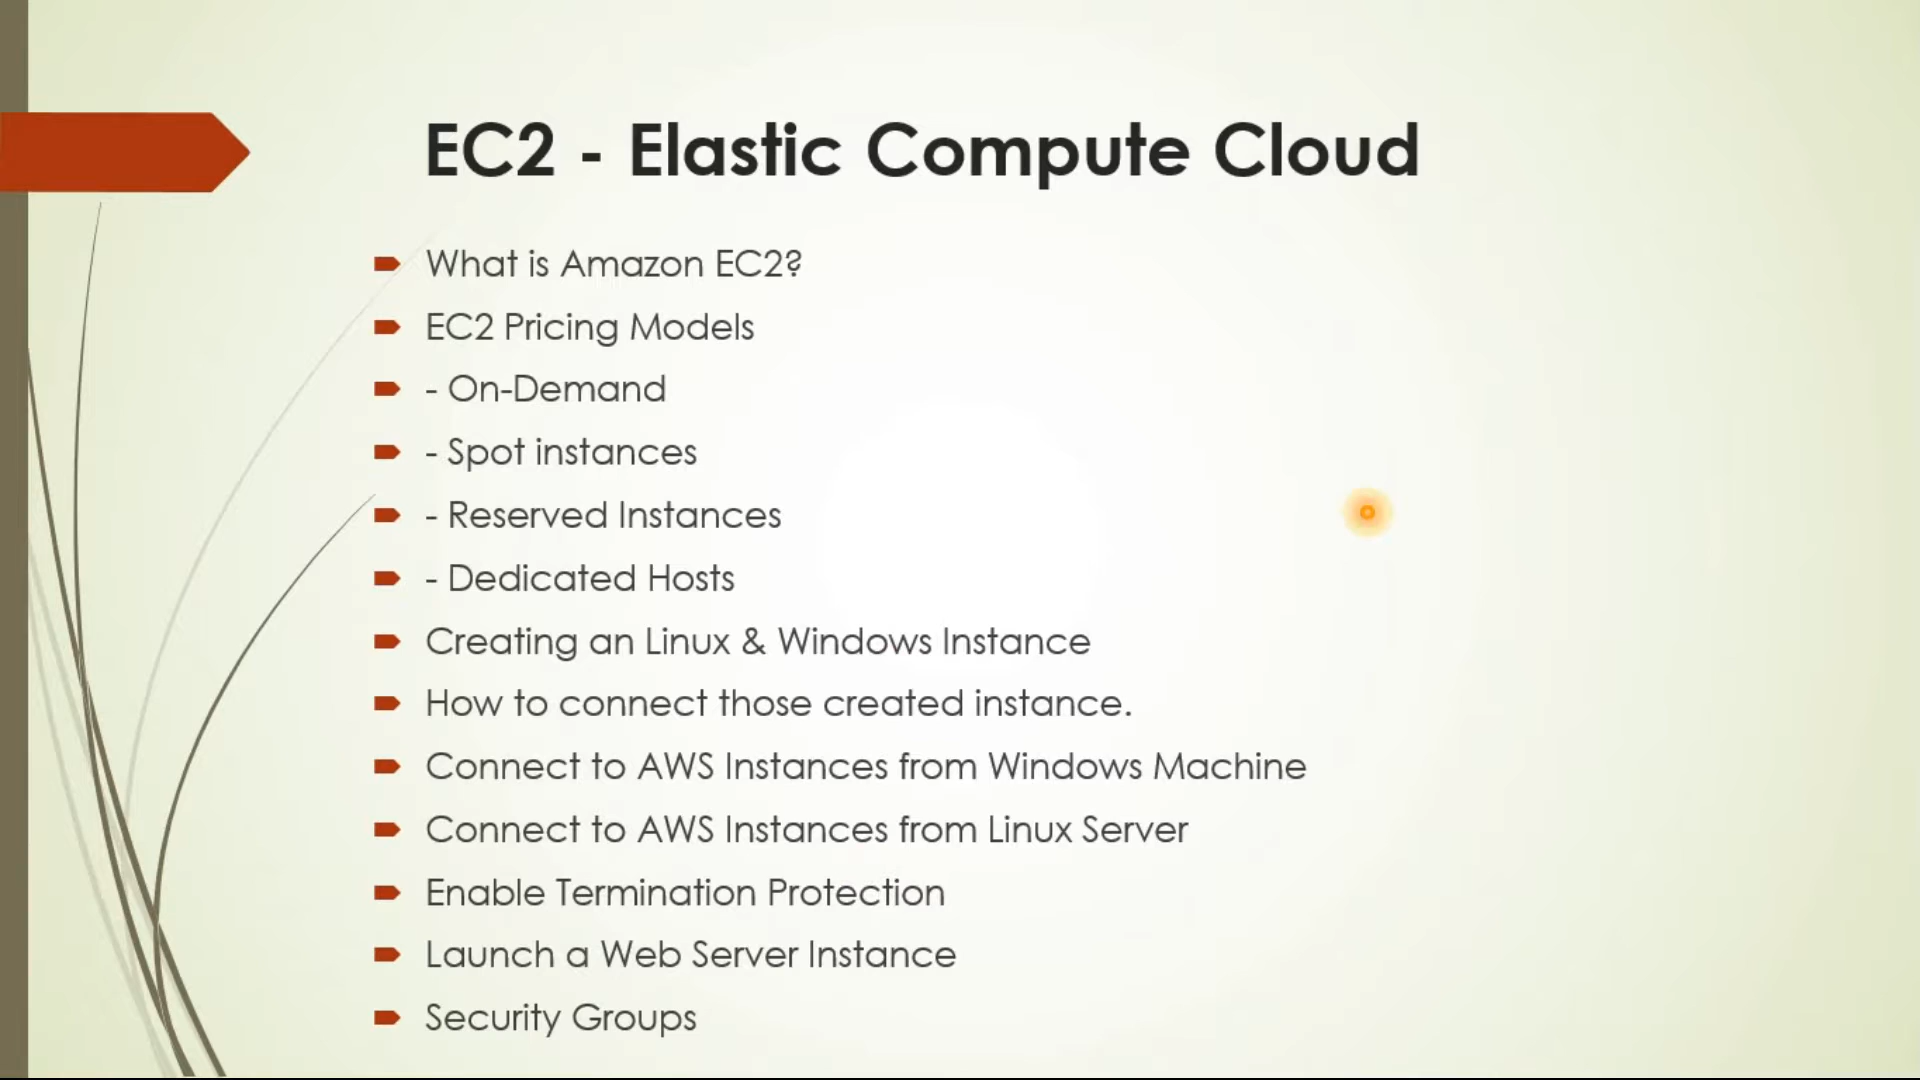 EC2 - Elastic Compute Cloud
What is Amazon EC2?
EC2 Pricing Models
- On-Demand
- Spot instances
- Reserved Instances
- Dedicated Hosts
Creating an Linux & Windows Instance
How to connect those created instance.
Connect to AWS Instances from Windows Machine
Connect to AWS Instances from Linux Server
Enable Termination Protection
Launch a Web Server Instance
Security Groups